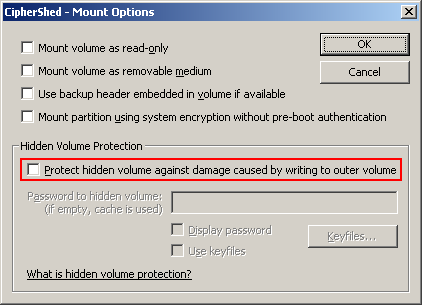 CipherShed - Mount Options
Mount volume as read-only
OK
Mount volume as removable medium
Cancel
Use backup header embedded in volume if available
Mount partition using system encryption without pre-boot authentication
Hidden Volume Protection
Protect hidden volume against damage caused by writing to outer volume
Password to hidden volume:
(if empty, cache is used)
Display password
Use keyfiles
Keyfiles...
What is hidden volume protection?